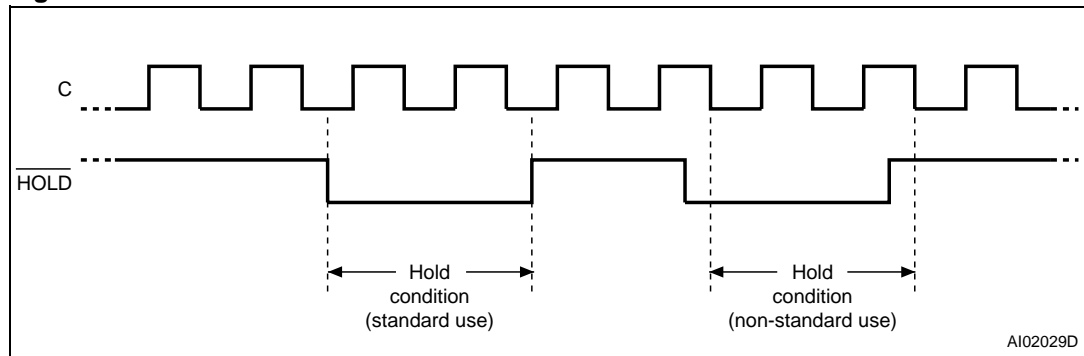 C
HOLD
Hold
condition
(standard use)
Hold
condition
(non-standard use)
AI02029D